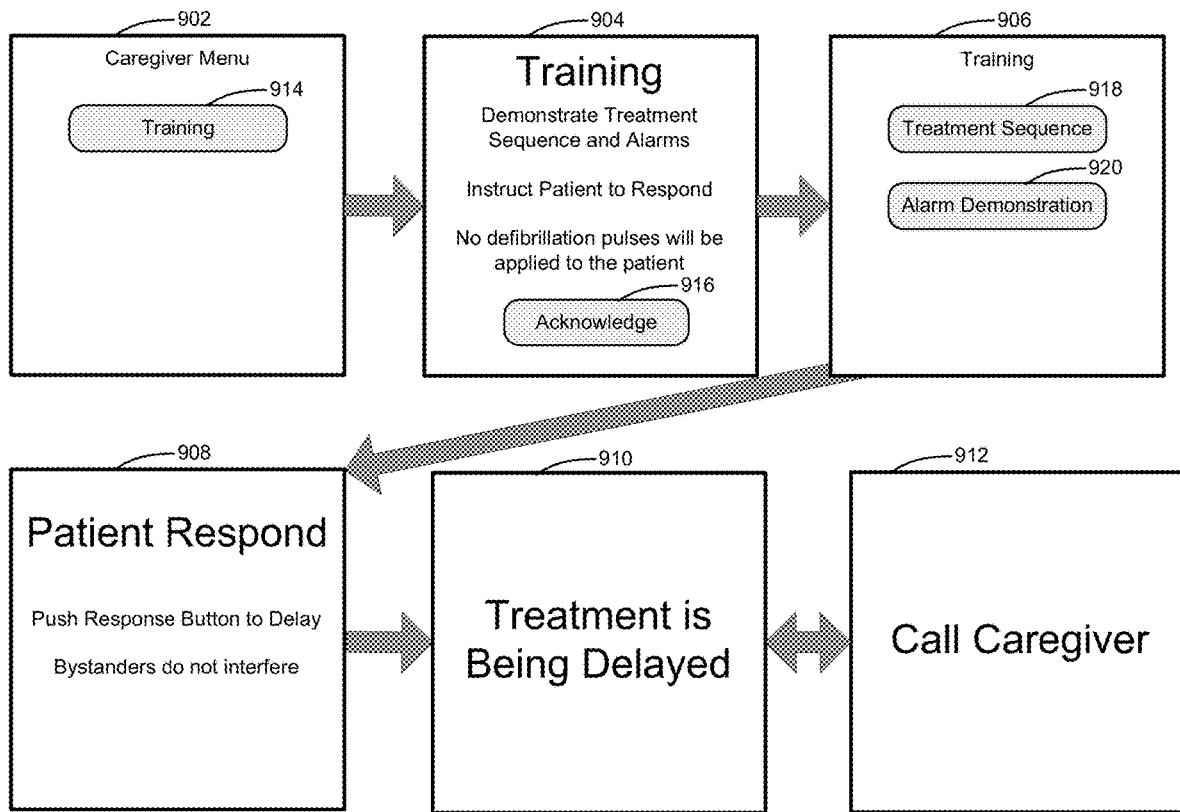 902
Caregiver Menu
914
Training
904
Training
Demonstrate Treatment
Sequence and Alarms
Instruct Patient to Respond
No defibrillation pulses will be
applied to the patient
916
Acknowledge
906
Training
918
Treatment Sequence
920
Alarm Demonstration
908
Patient Respond
Push Response Button to Delay
Bystanders do not interfere
910
Treatment is
Being Delayed
912
Call Caregiver